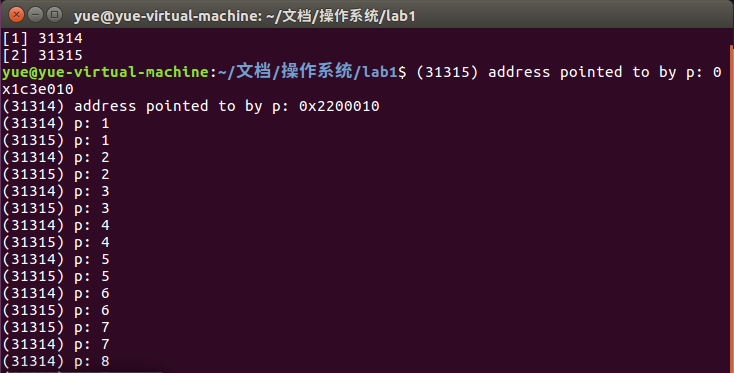 yue@yue-virtual-machine: ~/文档/操作系统/lab1
[1] 31314
[2] 31315
yue@yue-virtual-machine:~/文档/操作系统/lab1$ (31315) address pointed to by p: 0
x1c3e010
(31314) address pointed to by p: 0x2200010
(31314) p: 1
(31315) p: 1
(31314) p: 2
(31315) p: 2
(31314) p: 3
(31315) p: 3
(31314) p: 4
(31315) p: 4
(31314) p: 5
(31315) p: 5
(31314) p: 6
(31315) p: 6
(31315) p: 7
(31314) p: 7
(31314) p: 8